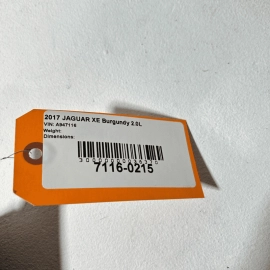 2017 JAGUAR XE Burgundy 2.0L
VIN: A947116
Weight:
Dimensions:
7116-0215